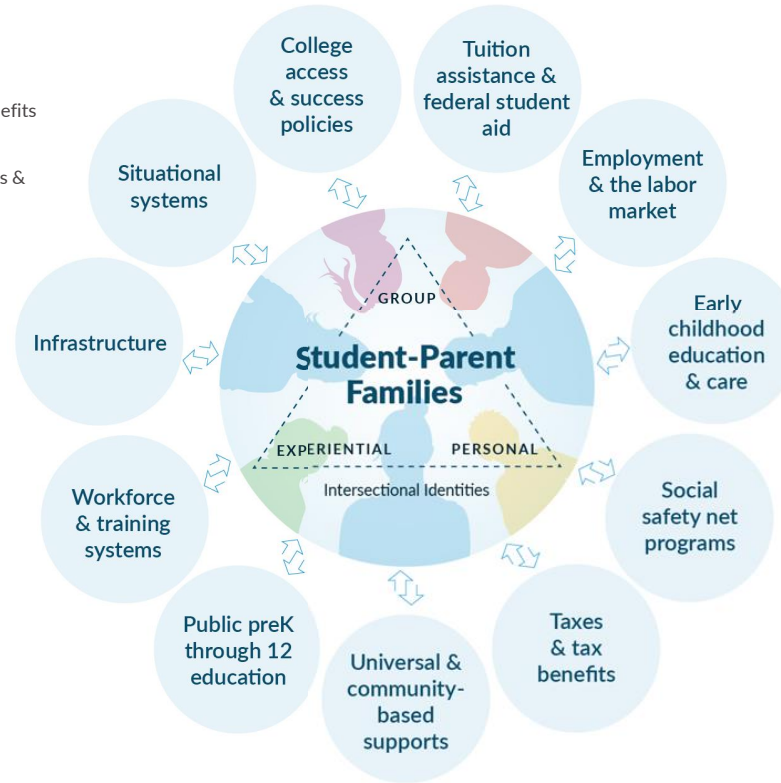 efits
s &
College
access
& success
policies
Tuition
assistance &
federal student
aid
Employment
& the labor
market
Early
childhood
education
& care
Social
safety net
programs
Taxes
& tax
benefits
Universal &
community-
based
supports
Public preK
through 12
education
Workforce
& training
systems
Infrastructure
Situational
systems
GROUP
Student-Parent
Families
EXPERIENTIAL PERSONAL
Intersectional Identities